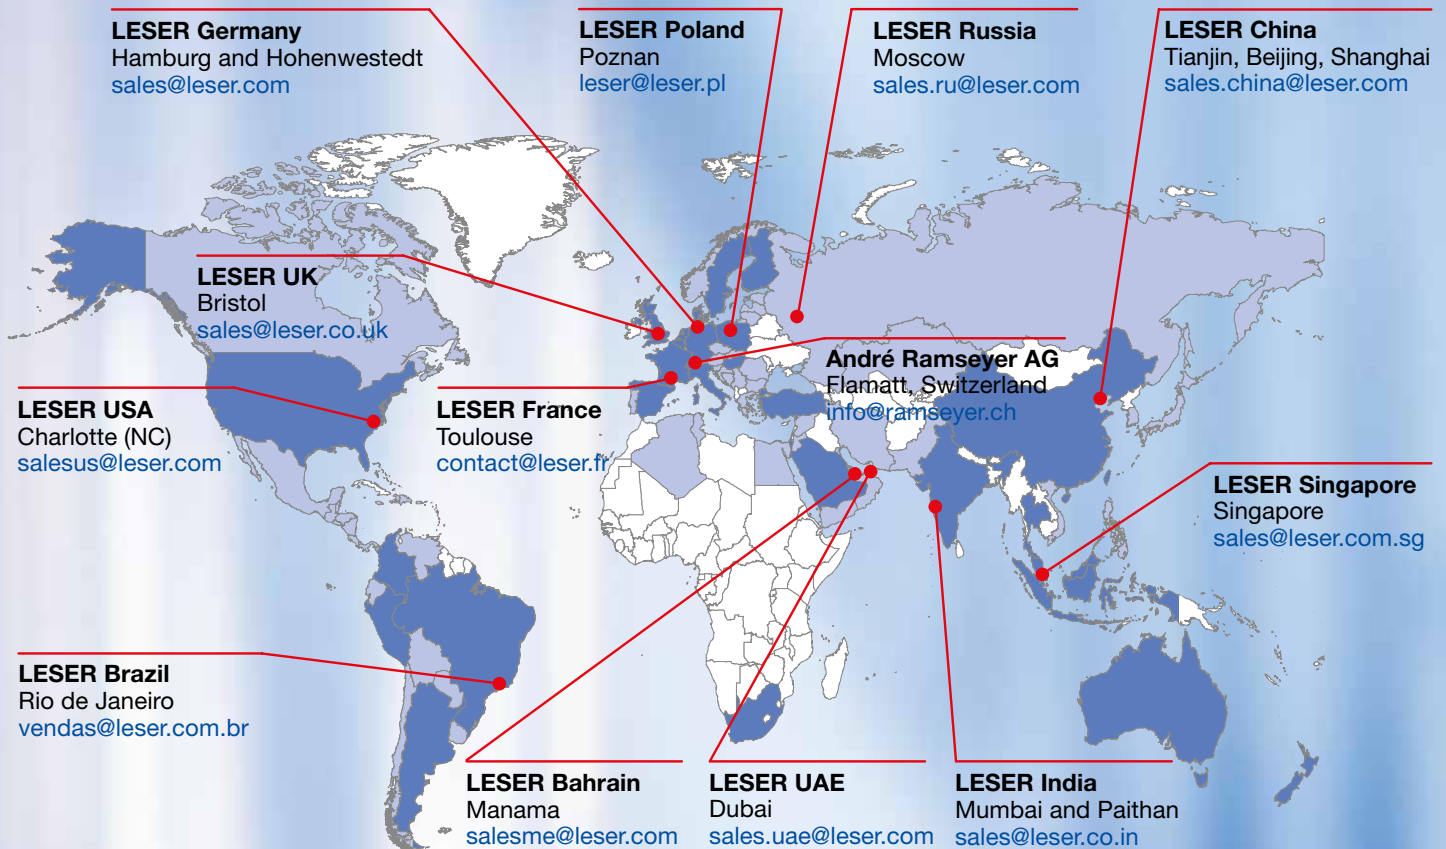 LESER Germany
Hamburg and Hohenwestedt
sales@leser.com
LESER Poland
Poznan
leser@leser.pl
LESER Russia
Moscow
sales.ru@leser.com
LESER China
Tianjin, Beijing, Shanghai
sales.china@leser.com
LESER UK
Bristol
sales@leser.co.uk
André Ramseyer AG
Flamatt, Switzerland
info@ramseyer.ch
LESER USA
Charlotte (NC)
salesus@leser.com
LESER France
Toulouse
contact@leser.fr
LESER Singapore
Singapore
sales@leser.com.sg
LESER Brazil
Rio de Janeiro
vendas@leser.com.br
LESER Bahrain
Manama
salesme@leser.com
LESER UAE
Dubai
sales.uae@leser.com
LESER India
Mumbai and Paithan
sales@leser.co.in